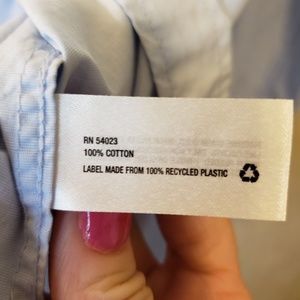 RN 54023
100% COTTON
LABEL MADE FROM 100% RECYCLED PLASTIC